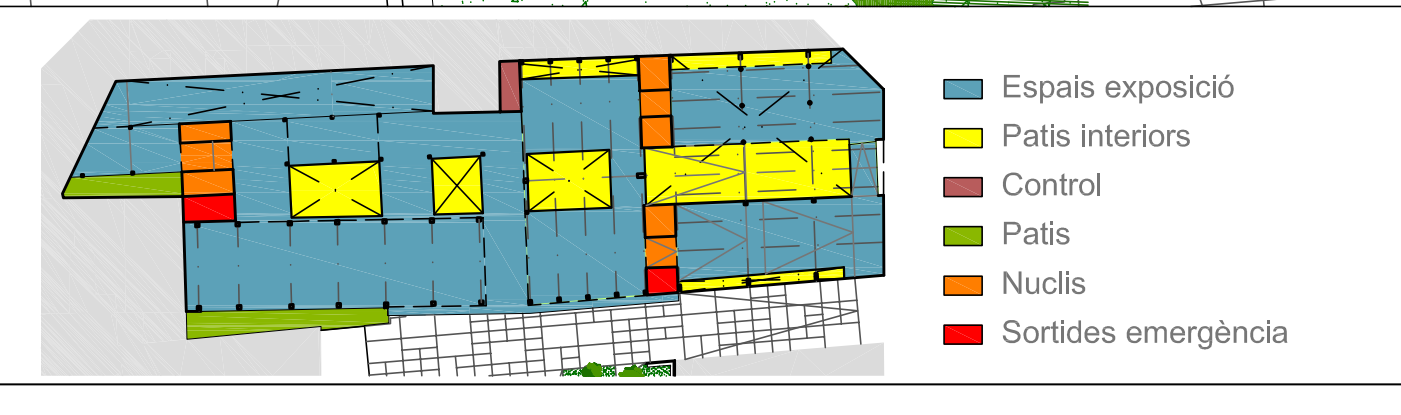 Espais exposició
Patis interiors
Control
Patis
Nuclis
Sortides emergència